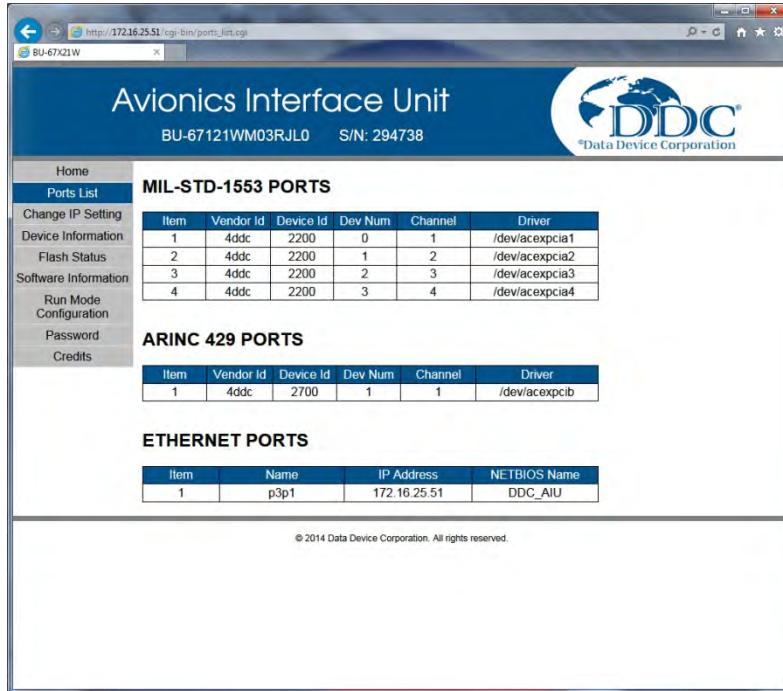 http://172.16.25.51/cgi-bin/ports_list.cgi
BU-67X21W
Avionics Interface Unit
BU-67121WM03RJL0 S/N: 294738
DDC®
®Data Device Corporation
Home
Ports List
Change IP Setting
Device Information
Flash Status
Software Information
Run Mode
Configuration
Password
Credits
MIL-STD-1553 PORTS
Item Vendor Id Device Id Dev Num Channel Driver
1 4ddc 2200 0 1 /dev/acexpcia1
2 4ddc 2200 1 2 /dev/acexpcia2
3 4ddc 2200 2 3 /dev/acexpcia3
4 4ddc 2200 3 4 /dev/acexpcia4
ARINC 429 PORTS
Item Vendor Id Device Id Dev Num Channel Driver
1 4ddc 2700 1 1 /dev/acexpcib
ETHERNET PORTS
Item Name IP Address NETBIOS Name
1 p3p1 172.16.25.51 DDC_AIU
© 2014 Data Device Corporation. All rights reserved.